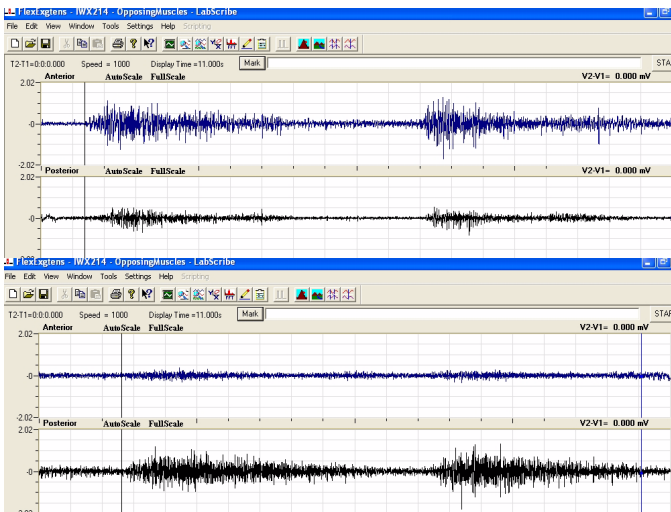 FlexExgtens - IWX214 - OpposingMuscles - LabScribe
File Edit View Window Tools Settings Help Scripting
T2-T1=0:0:0.000 Speed = 1000 Display Time =11.000s Mark STA
Anterior AutoScale FullScale V2-V1= 0.000 mV
2.02
-0
-2.02
Posterior AutoScale FullScale V2-V1= 0.000 mV
2.02
-0
FlexExgtens - IWX214 - OpposingMuscles - LabScribe
File Edit View Window Tools Settings Help Scripting
T2-T1=0:0:0.000 Speed = 1000 Display Time =11.000s Mark STAR
Anterior AutoScale FullScale V2-V1= 0.000 mV
2.02
-0
-2.02
Posterior AutoScale FullScale V2-V1= 0.000 mV
2.02
-0